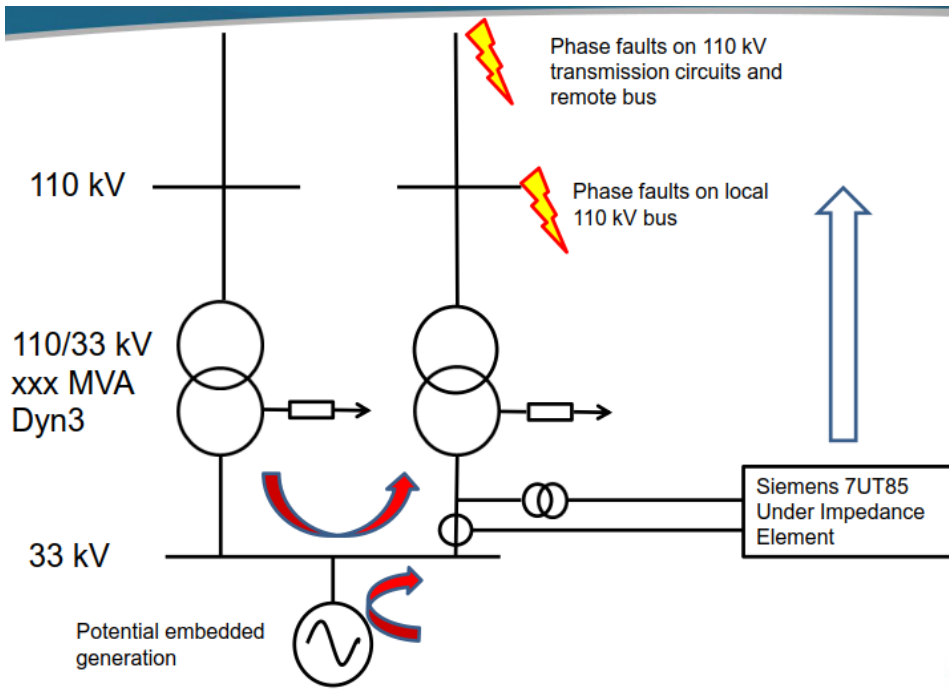 Phase faults on 110 kV
transmission circuits and
remote bus
110 kV
Phase faults on local
110 kV bus
110/33 kV
xxx MVA
Dyn3
Siemens 7UT85
Under Impedance
Element
33 kV
Potential embedded
generation